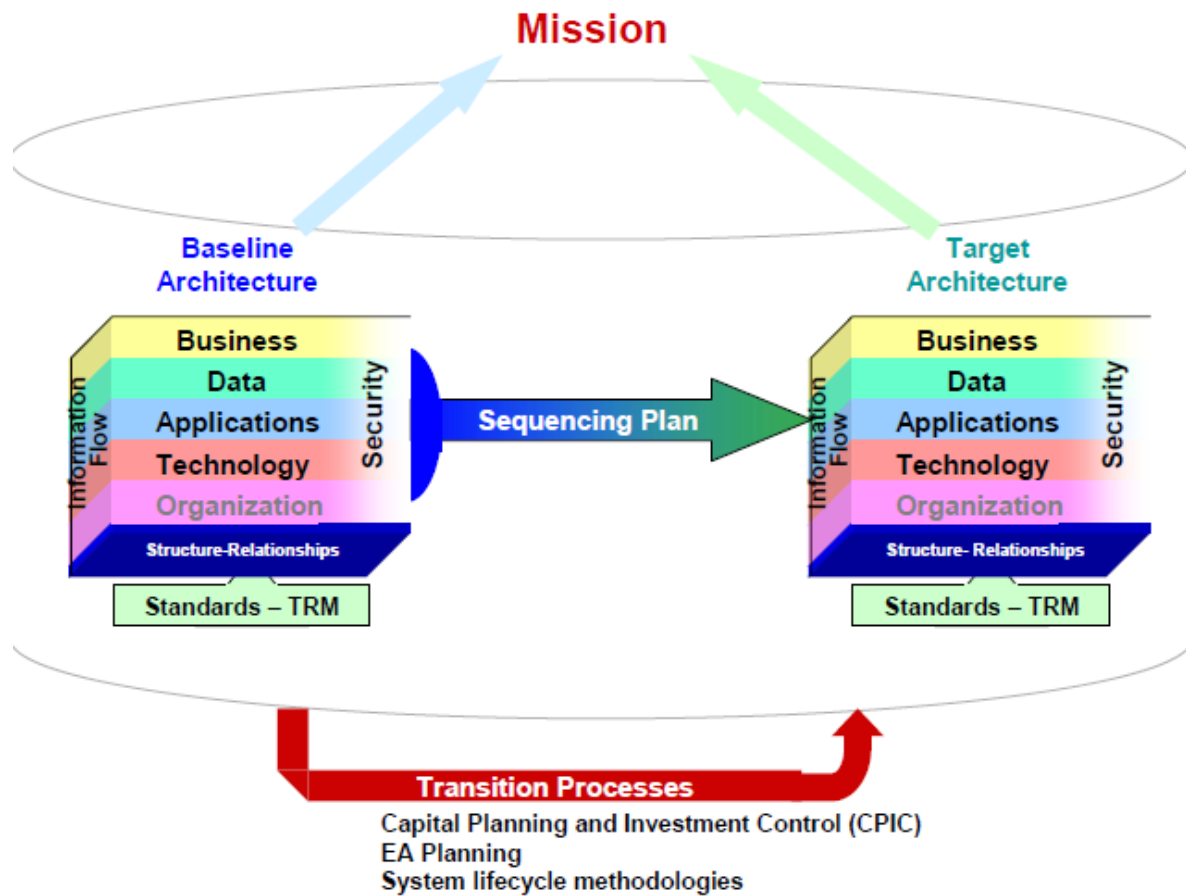 Mission
Baseline
Architecture
Target
Architecture
Business
Data
Applications
Technology
Organization
Information
Flow
Security
Structure-Relationships
Standards – TRM
Sequencing Plan
Business
Data
Applications
Technology
Organization
Information
Flow
Security
Structure- Relationships
Standards – TRM
Transition Processes
Capital Planning and Investment Control (CPIC)
EA Planning
System lifecycle methodologies